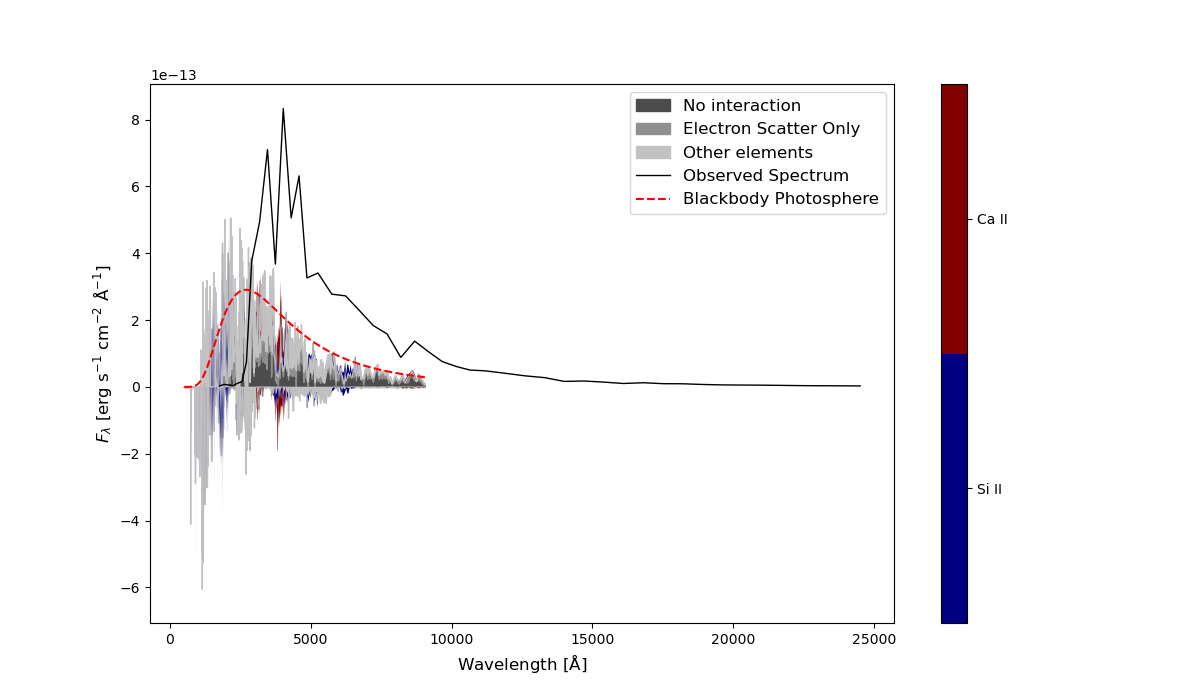 1e−13
No interaction
Electron Scatter Only
Other elements
Observed Spectrum
Blackbody Photosphere
8
6
4
2
0
−2
−4
−6
F_λ [erg s⁻¹ cm⁻² Å⁻¹]
0 5000 10000 15000 20000 25000
Wavelength [Å]
Ca II
Si II